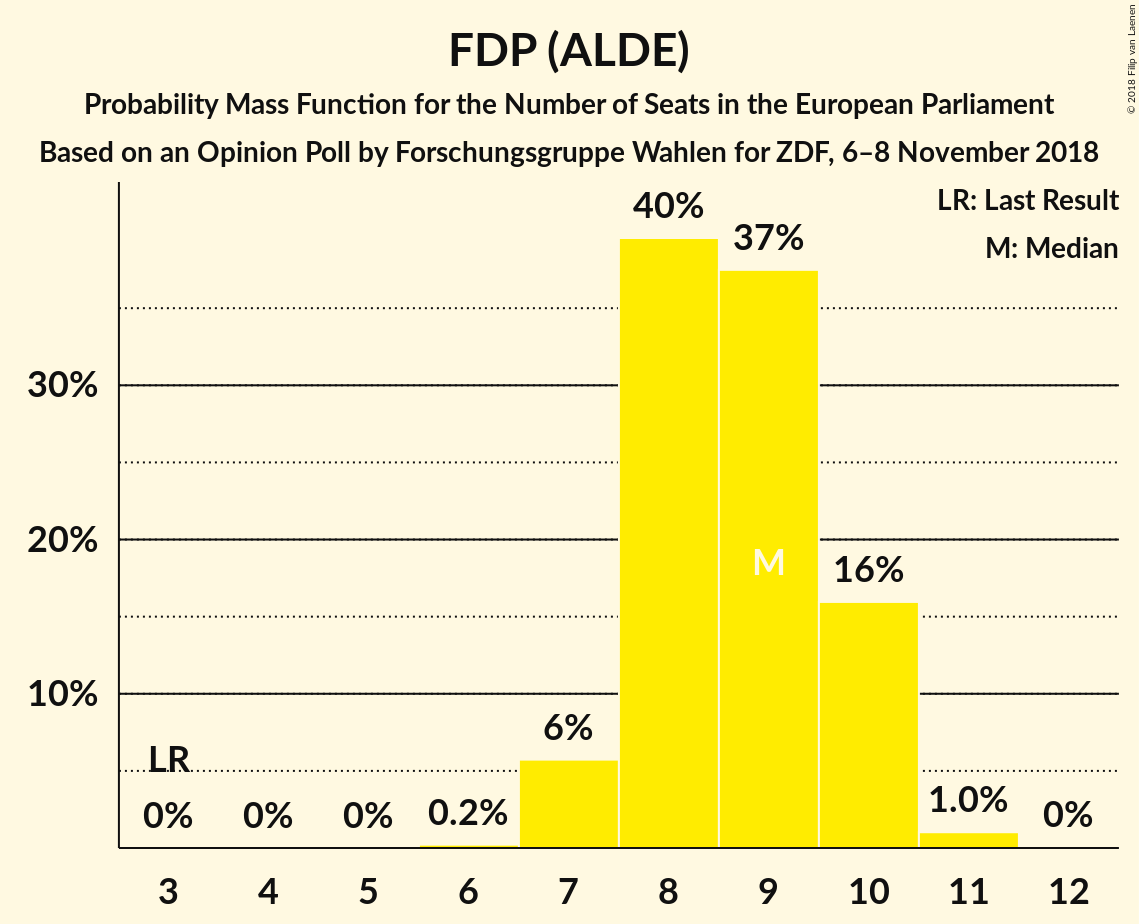 FDP (ALDE)
Probability Mass Function for the Number of Seats in the European Parliament
Based on an Opinion Poll by Forschungsgruppe Wahlen for ZDF, 6–8 November 2018
© 2018 Filip van Laenen
LR: Last Result
M: Median
40%
37%
30%
20%
M
16%
10%
6%
LR
0%
0%
0%
0.2%
1.0%
0%
3 4 5 6 7 8 9 10 11 12